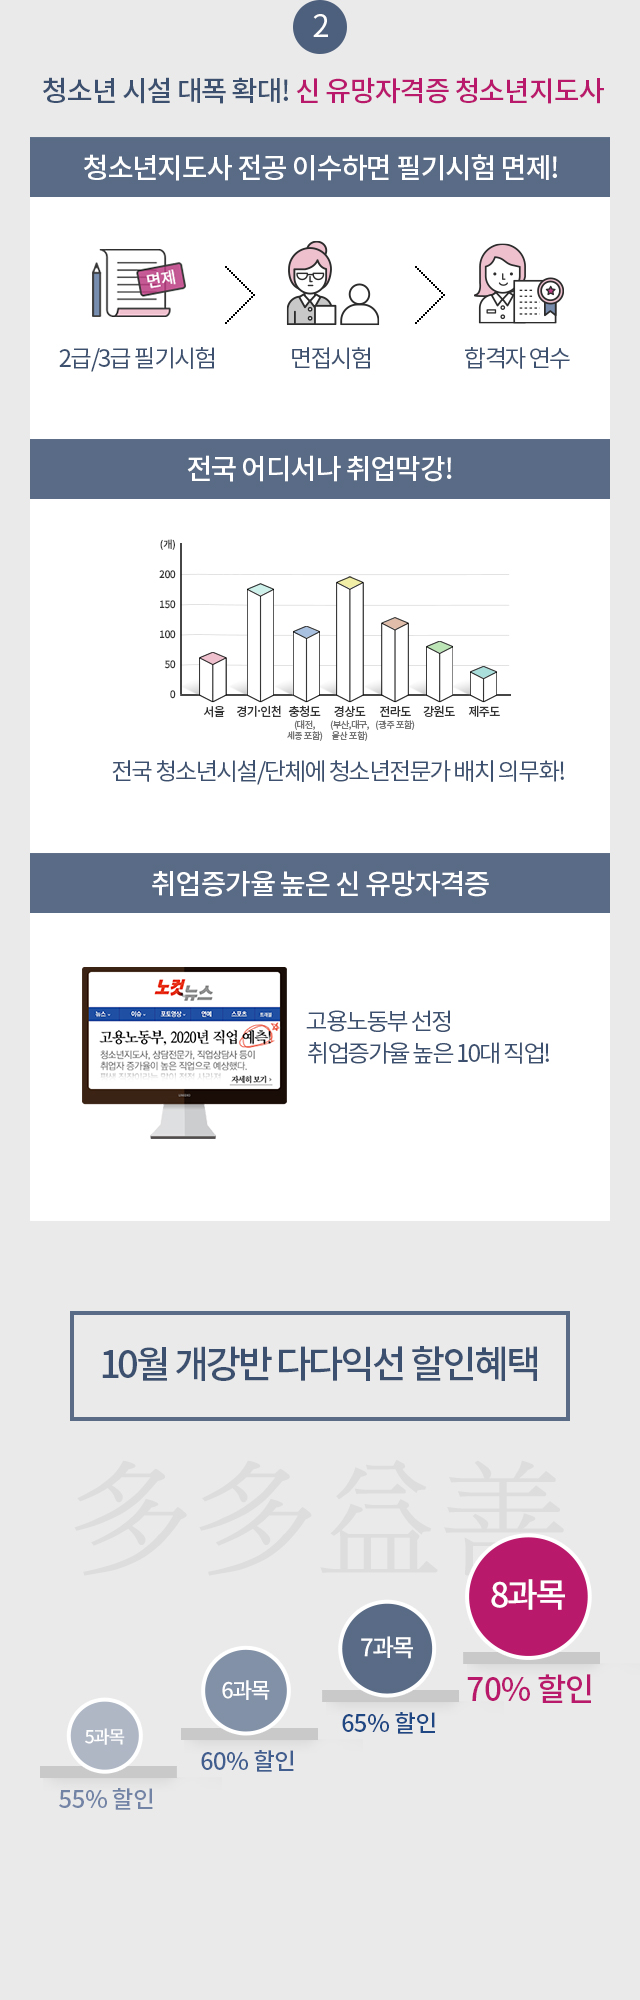 2
청소년 시설 대폭 확대! 신 유망자격증 청소년지도사
청소년지도사 전공 이수하면 필기시험 면제!
면제
2급/3급 필기시험
면접시험
합격자 연수
전국 어디서나 취업막강!
(개)
200
150
100
50
0
서울 경기·인천 충청도 경상도 전라도 강원도 제주도
(대전, (부산,대구, (광주 포함)
세종 포함) 울산 포함)
전국 청소년시설/단체에 청소년전문가 배치 의무화!
취업증가율 높은 신 유망자격증
노컷뉴스
뉴스 이슈 포토영상 연예 스포츠 트래블
고용노동부, 2020년 직업 예측!
청소년지도사, 상담전문가, 직업상담사 등이
취업자 증가율이 높은 직업으로 예상했다.
자세히 보기 >
고용노동부 선정
취업증가율 높은 10대 직업!
10월 개강반 다다익선 할인혜택
多多益善
8과목
70% 할인
7과목
65% 할인
6과목
60% 할인
5과목
55% 할인